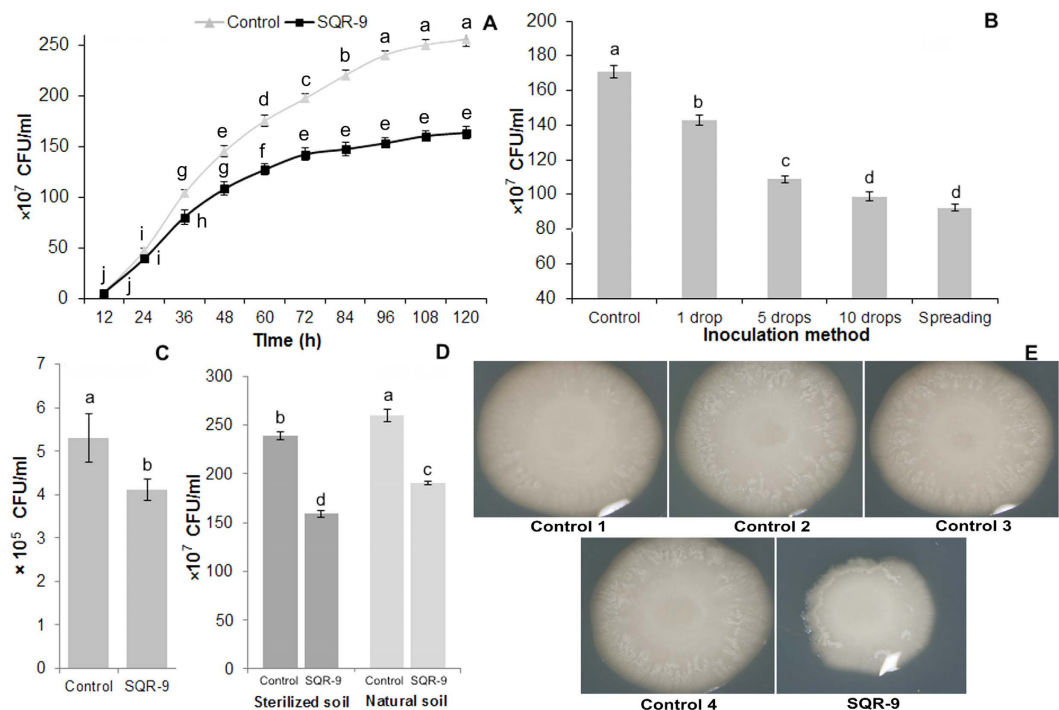 Control SQR-9 A
250
200
150
100
50
0
×10⁷ CFU/ml
j i g e d c b a a a
j i h g f e e e e e
12 24 36 48 60 72 84 96 108 120
TIme (h)
B
180
160
140
120
100
80
60
40
×10⁷ CFU/ml
a
b
c
d
d
Control 1 drop 5 drops 10 drops Spreading
Inoculation method
C
7
6
5
4
3
2
1
0
× 10⁵ CFU/ml
a
b
Control SQR-9
D
300
250
200
150
100
50
0
×10⁷ CFU/ml
b
d
a
c
Control SQR-9 Control SQR-9
Sterilized soil Natural soil
E
Control 1 Control 2 Control 3
Control 4 SQR-9